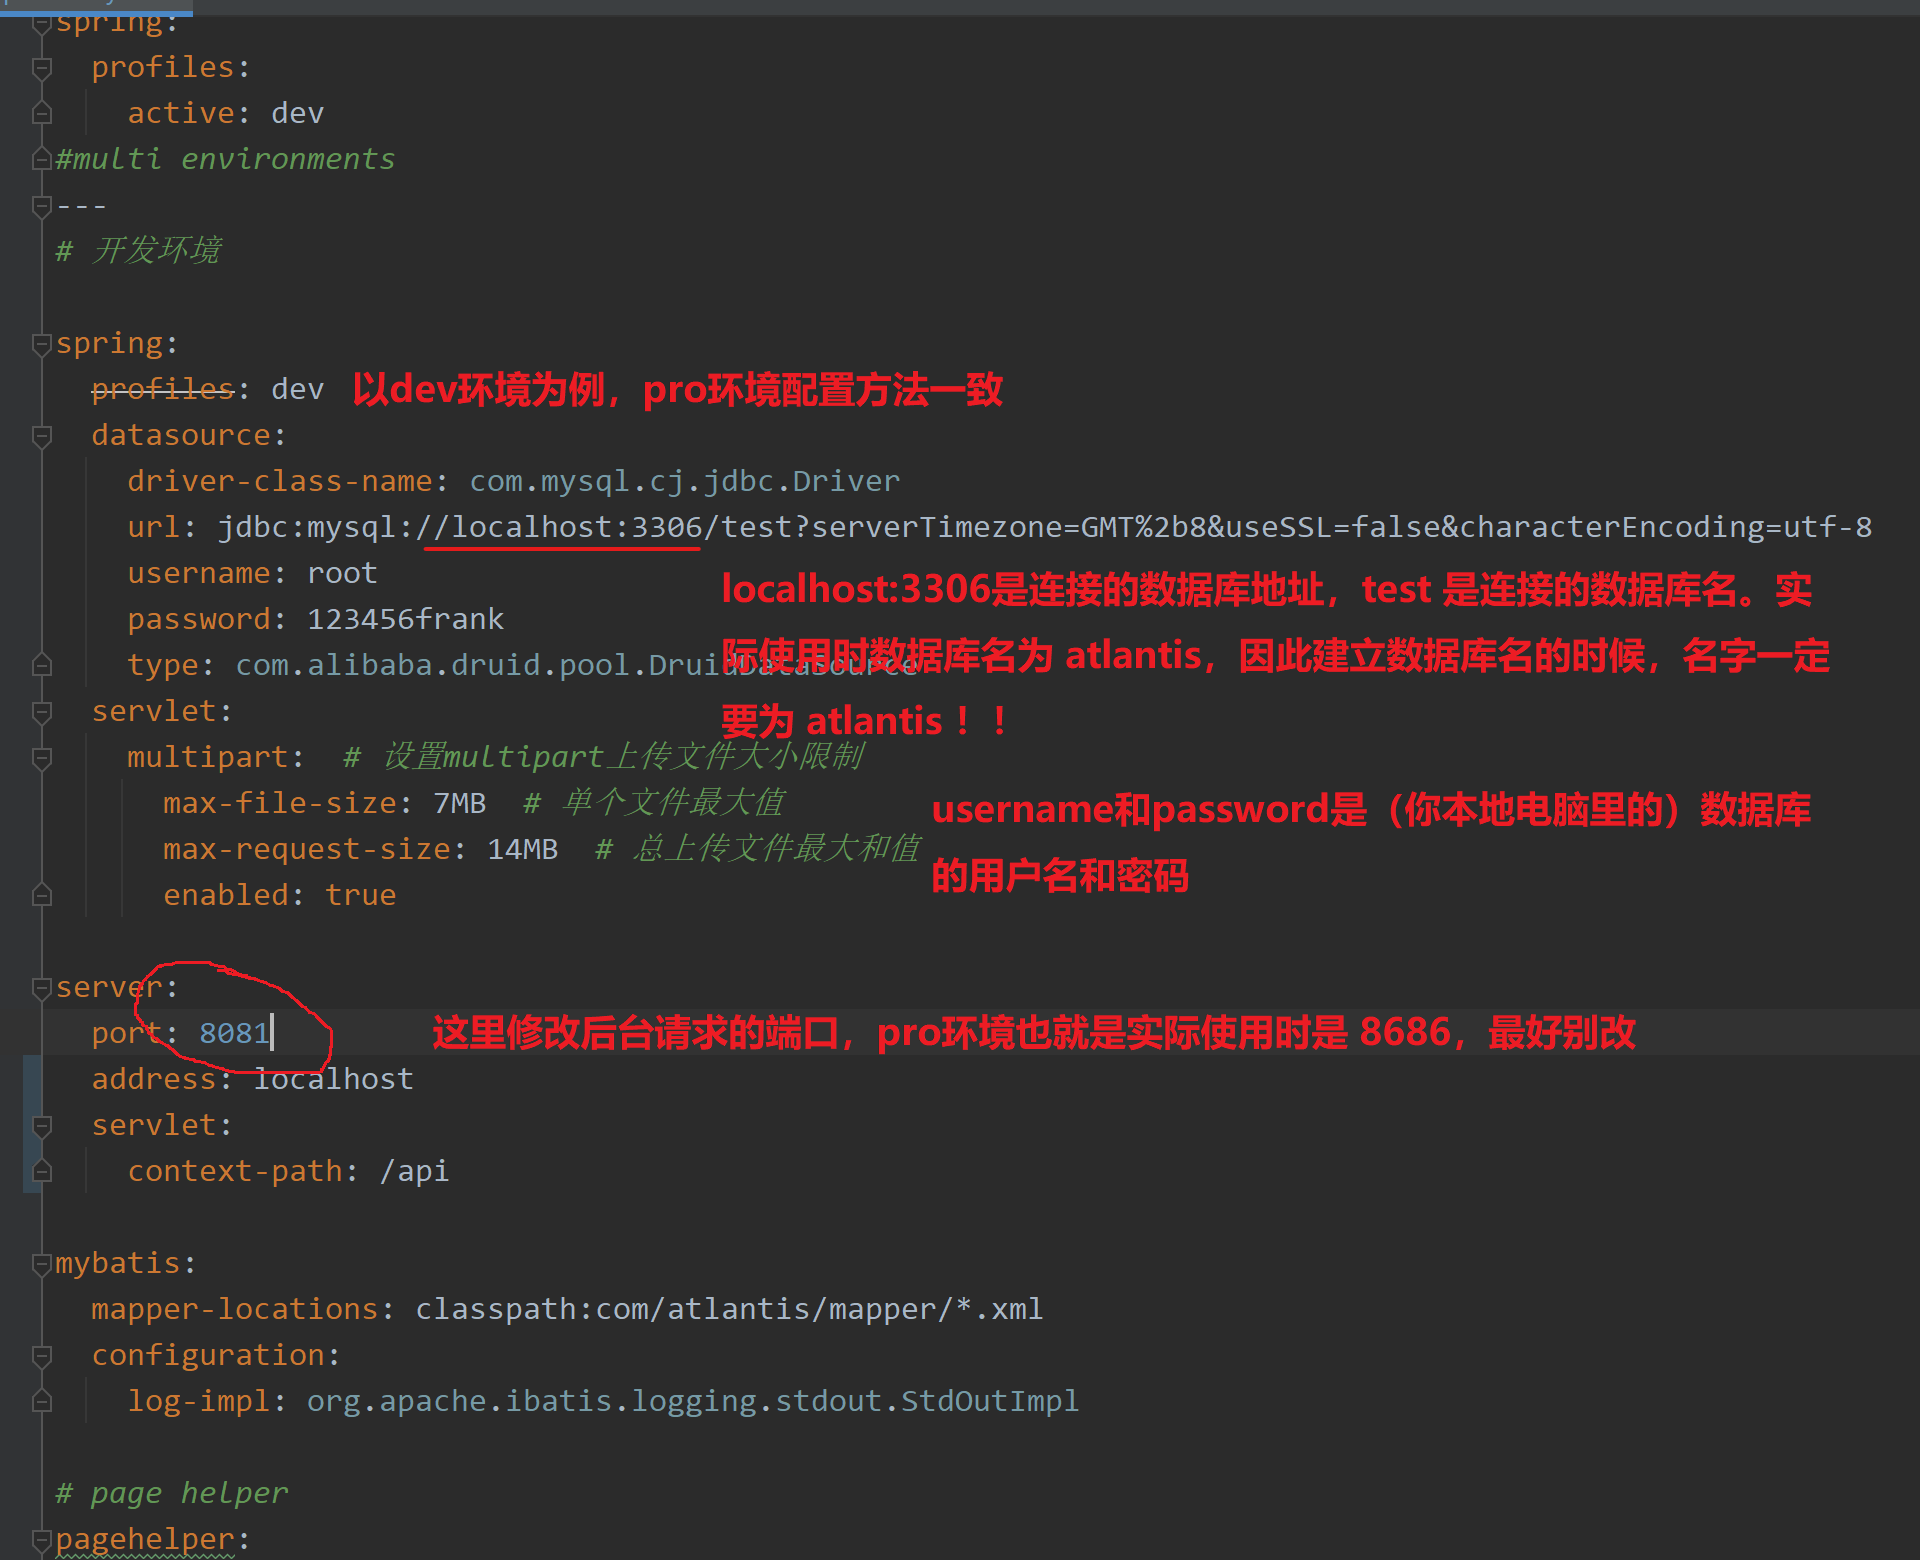 spring:
  profiles:
    active: dev
#multi environments
---
# 开发环境
spring:
  profiles: dev 以dev环境为例，pro环境配置方法一致
  datasource:
    driver-class-name: com.mysql.cj.jdbc.Driver
    url: jdbc:mysql://localhost:3306/test?serverTimezone=GMT%2b8&useSSL=false&characterEncoding=utf-8
    username: root
localhost:3306是连接的数据库地址，test 是连接的数据库名。实
    password: 123456frank
际使用时数据库名为 atlantis，因此建立数据库名的时候，名字一定
    type: com.alibaba.druid.pool.DruidDataSource
  servlet:
要为 atlantis！！
    multipart:  # 设置multipart上传文件大小限制
      max-file-size: 7MB  # 单个文件最大值
username和password是（你本地电脑里的）数据库
      max-request-size: 14MB  # 总上传文件最大和值
的用户名和密码
      enabled: true
server:
  port: 8081 这里修改后台请求的端口，pro环境也就是实际使用时是 8686，最好别改
  address: localhost
  servlet:
    context-path: /api
mybatis:
  mapper-locations: classpath:com/atlantis/mapper/*.xml
  configuration:
    log-impl: org.apache.ibatis.logging.stdout.StdOutImpl
# page helper
pagehelper: